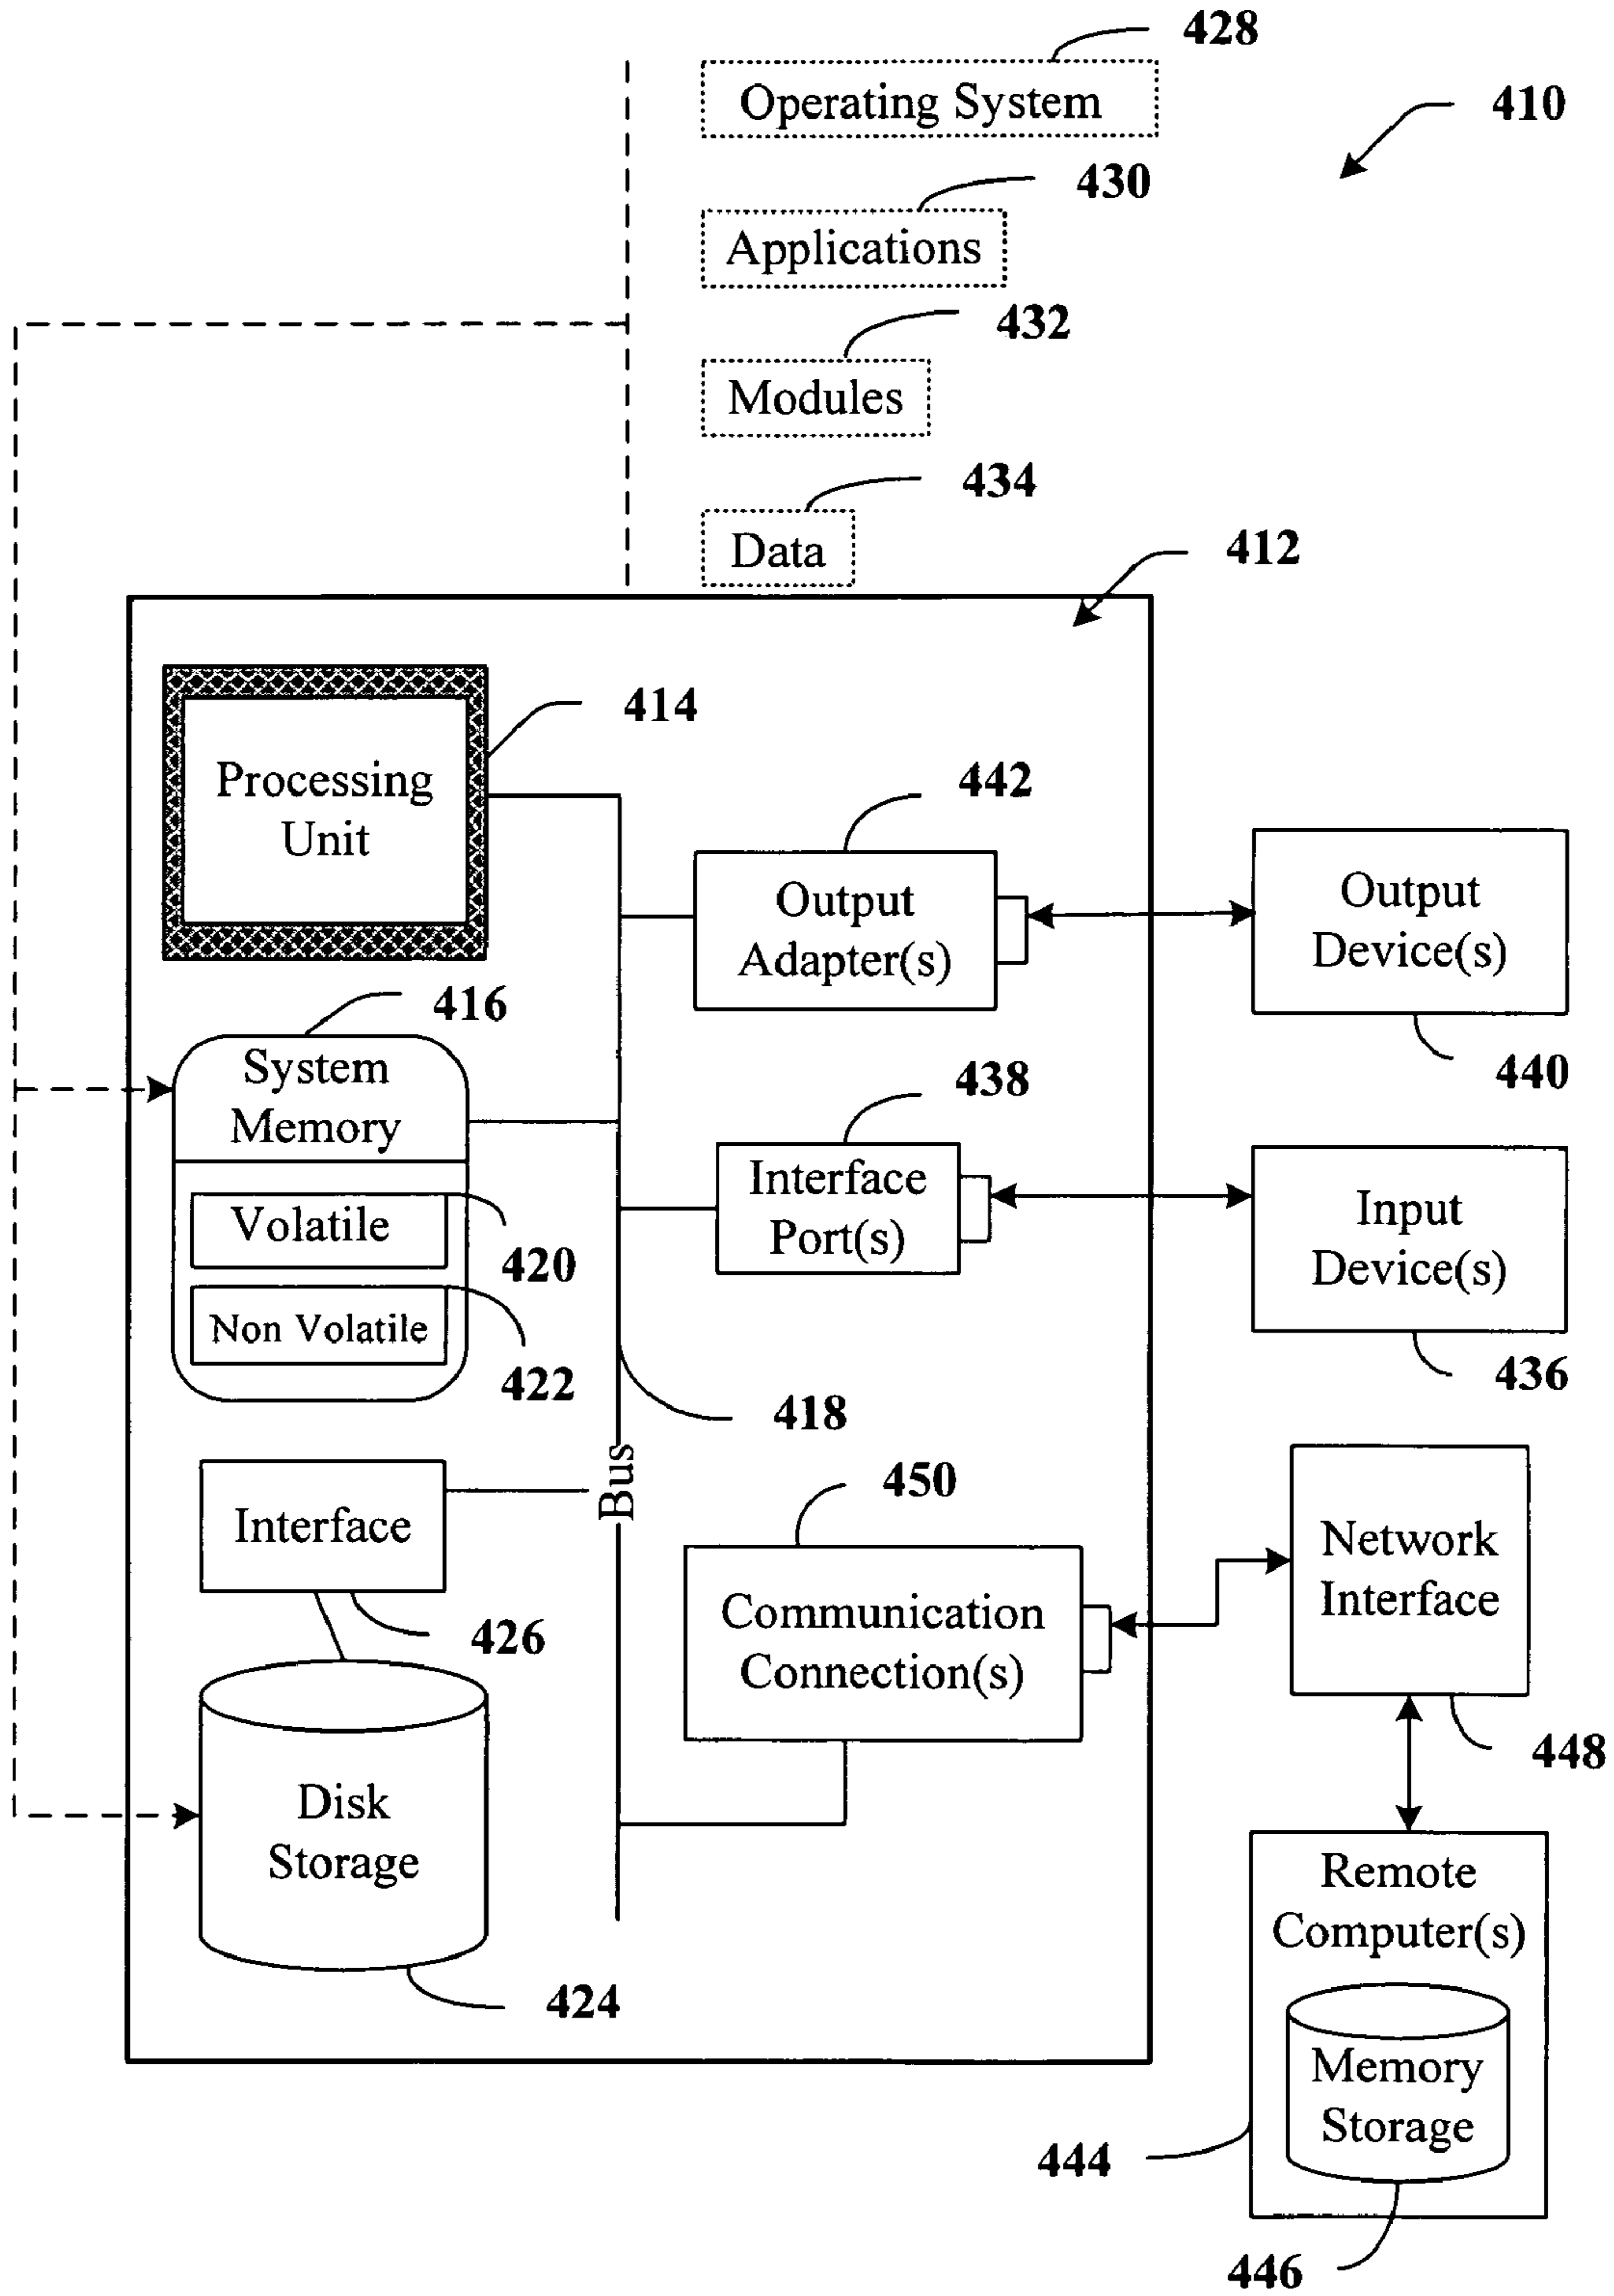 428
Operating System
410
430
Applications
432
Modules
434
Data
412
414
Processing
Unit
442
Output
Adapter(s)
Output
Device(s)
440
416
System
Memory
438
Interface
Port(s)
Input
Device(s)
436
Volatile
420
Non Volatile
422
418
Bus
450
Interface
426
Communication
Connection(s)
Network
Interface
448
Disk
Storage
424
Remote
Computer(s)
Memory
Storage
444
446